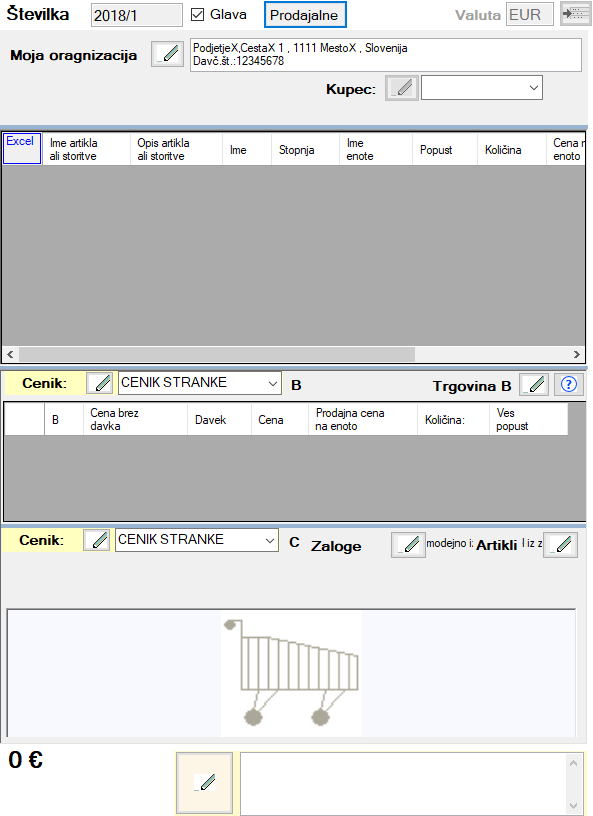 Številka 2018/1 Glava Prodajalne Valuta EUR
Moja oragnizacija PodjetjeX,CestaX 1 , 1111 MestoX , Slovenija
Davč.št.:12345678
Kupec:
Excel Ime artikla Opis artikla Ime Stopnja Ime Popust Količina Cena n
ali storitve ali storitve enote enoto
Cenik: CENIK STRANKE B Trgovina B ?
B Cena brez Davek Cena Prodajna cena Količina: Ves
davka na enoto popust
Cenik: CENIK STRANKE C Zaloge modejno i: Artikli l iz z
0 €